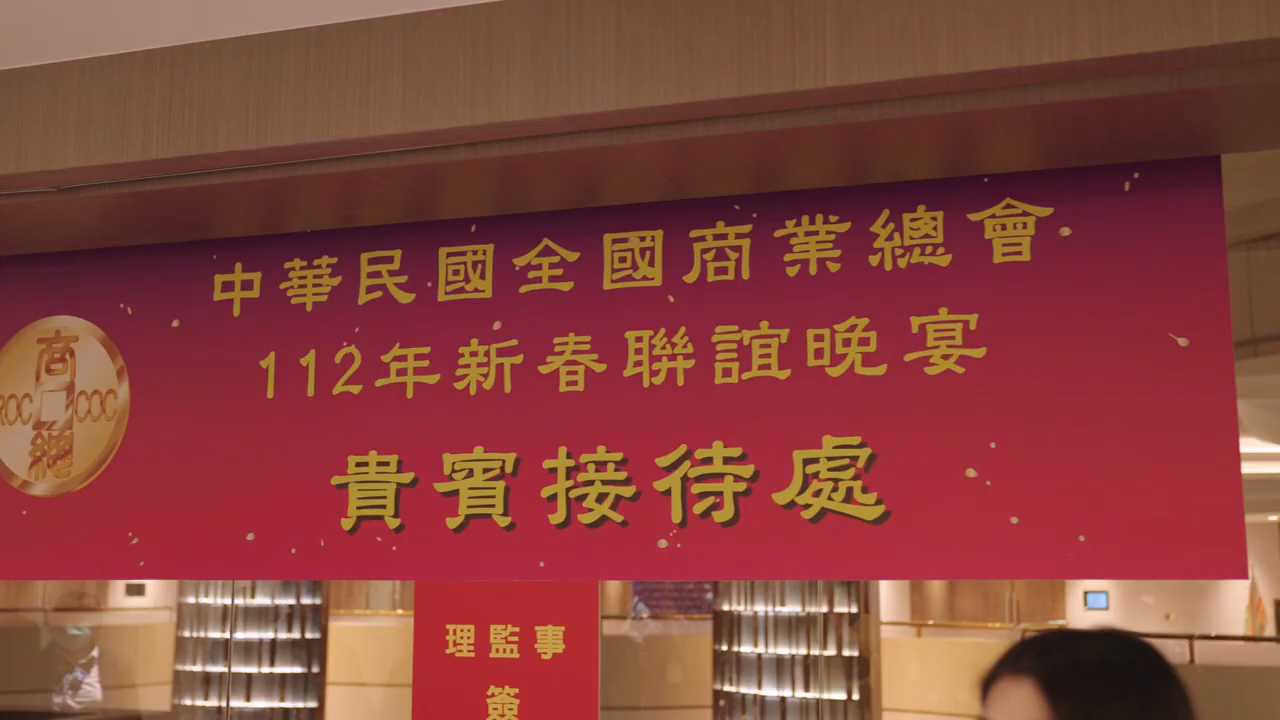 中華民國全國商業總會
112年新春聯誼晚宴
貴賓接待處
商
ROC COC
總
理監事
簽